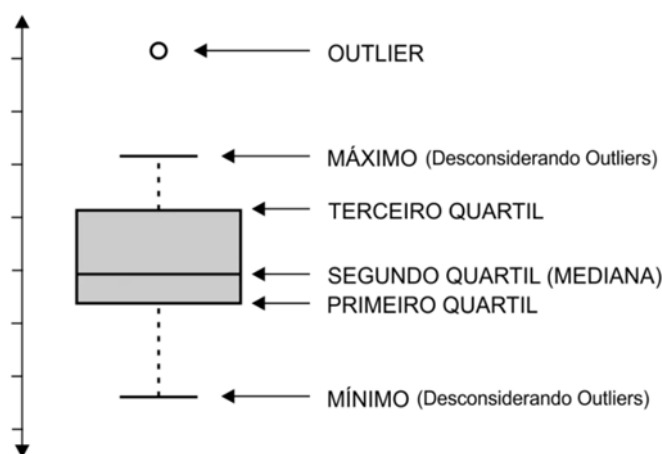 OUTLIER
MÁXIMO (Desconsiderando Outliers)
TERCEIRO QUARTIL
SEGUNDO QUARTIL (MEDIANA)
PRIMEIRO QUARTIL
MÍNIMO (Desconsiderando Outliers)